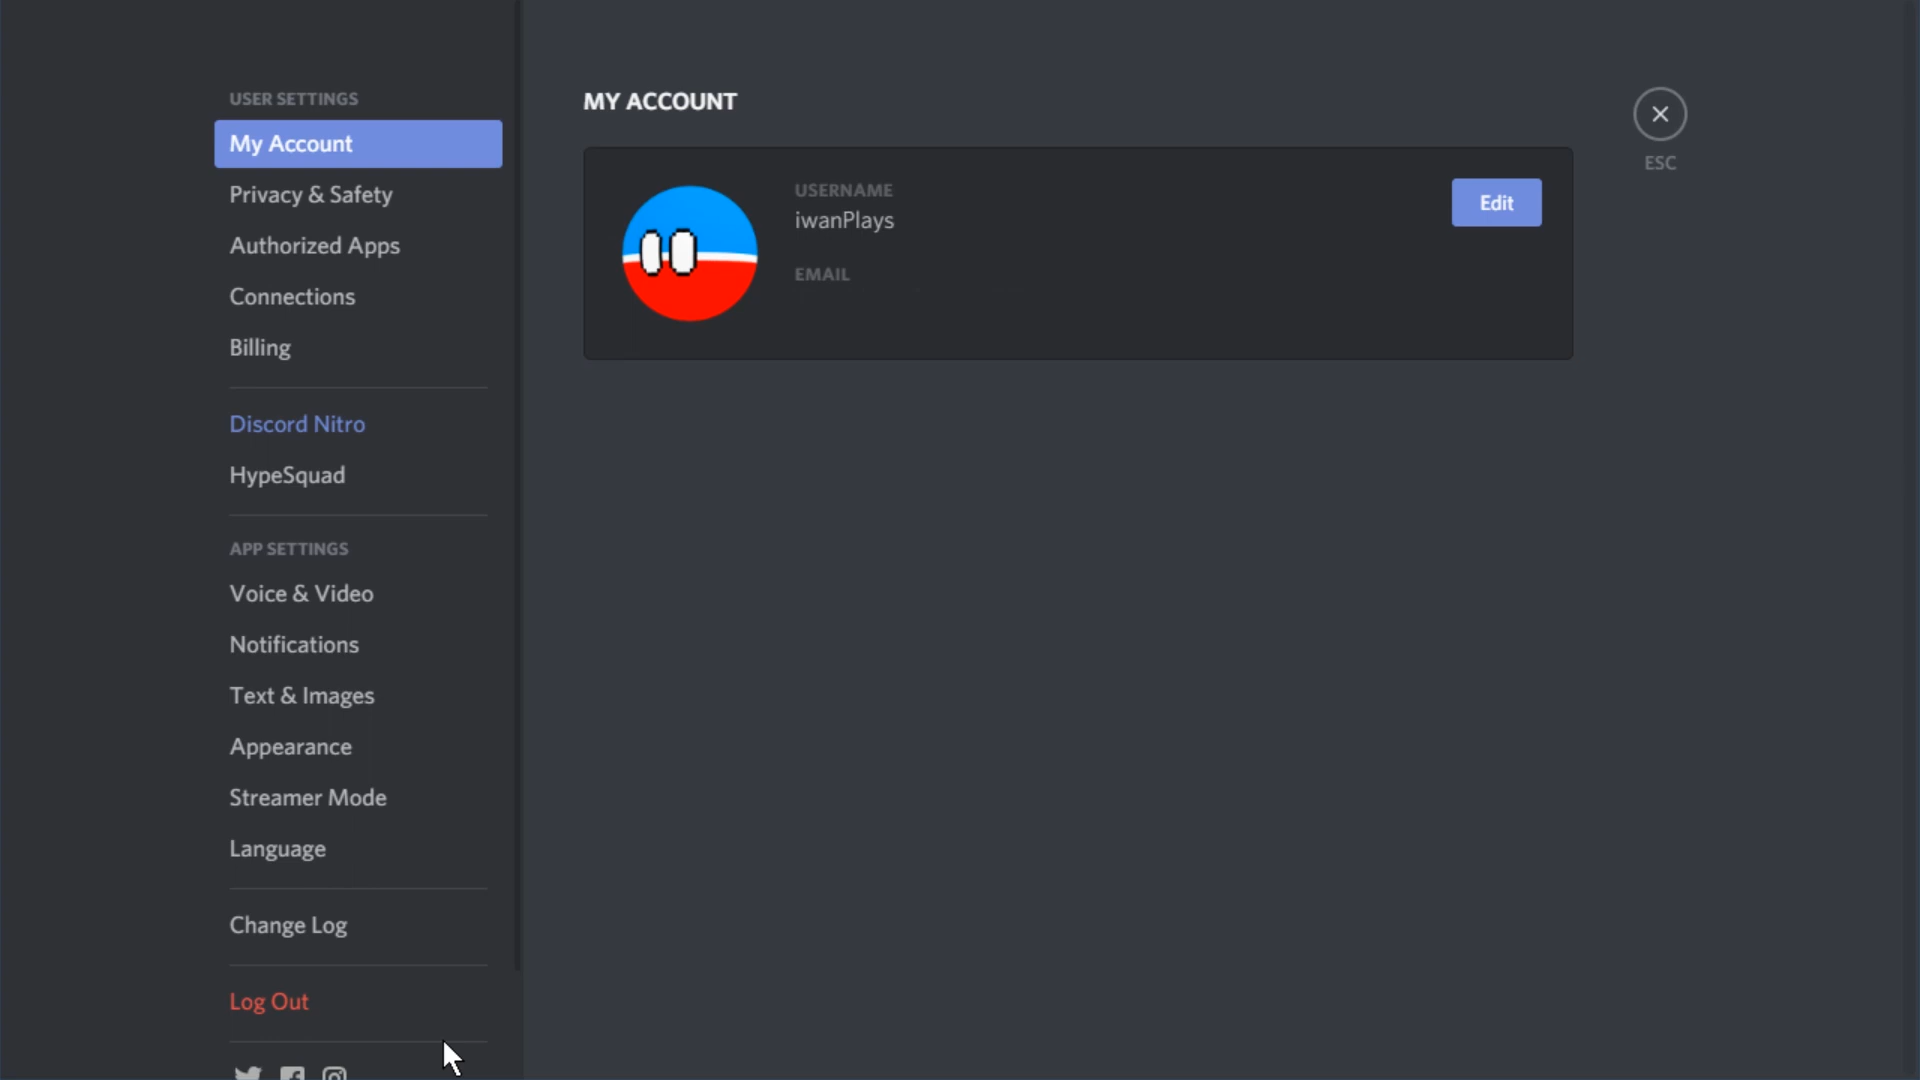 USER SETTINGS
My Account
Privacy & Safety
Authorized Apps
Connections
Billing
Discord Nitro
HypeSquad
APP SETTINGS
Voice & Video
Notifications
Text & Images
Appearance
Streamer Mode
Language
Change Log
Log Out
MY ACCOUNT
USERNAME
iwanPlays
EMAIL
Edit
ESC